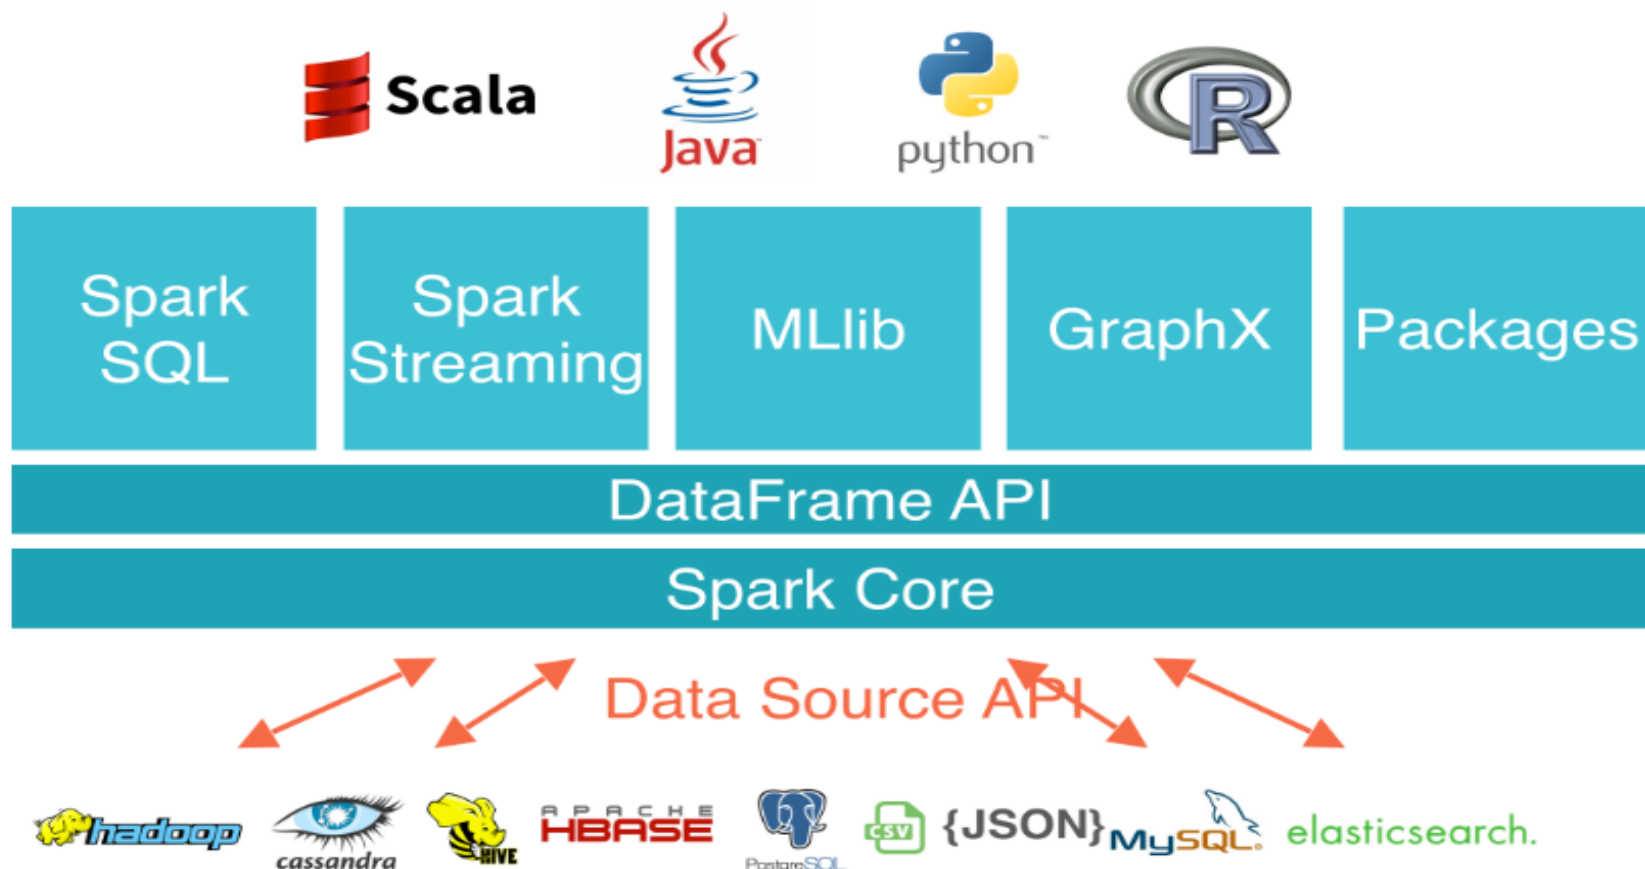 Scala
Java
python
R
Spark
SQL
Spark
Streaming
MLlib
GraphX
Packages
DataFrame API
Spark Core
Data Source API
hadoop
cassandra
HIVE
APACHE
HBASE
PostgreSQL
CSV
{JSON}
MySQL
elasticsearch.